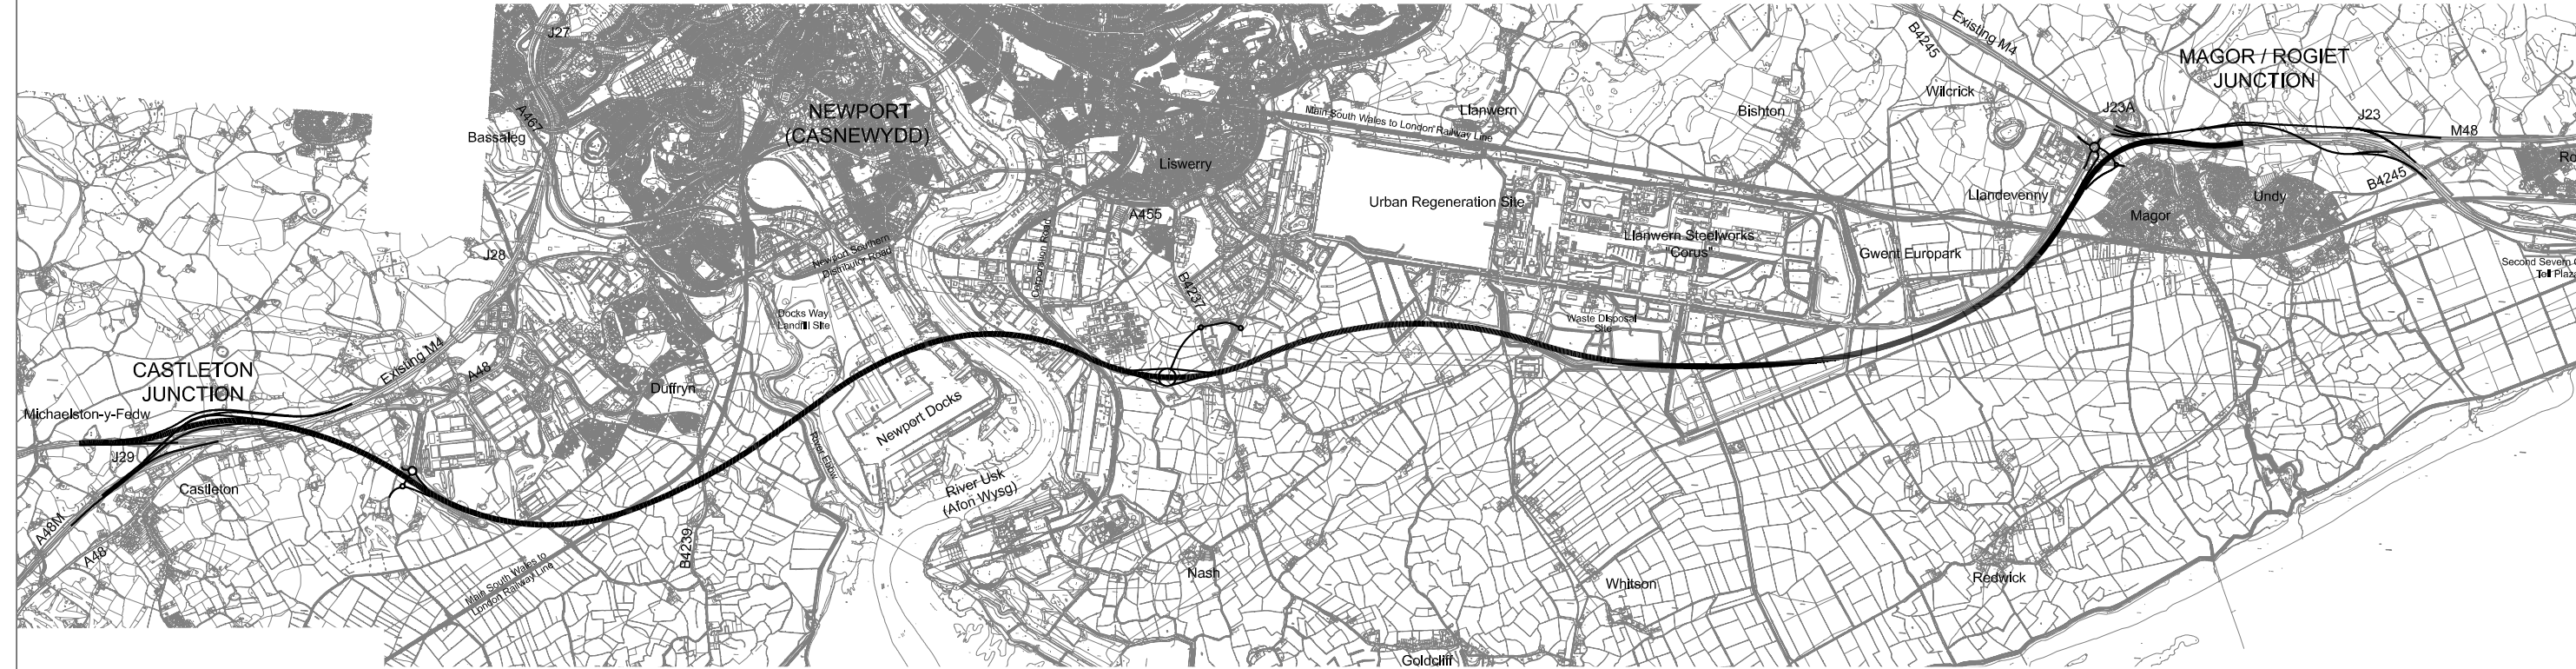 J27
Existing M4
B4245
MAGOR / ROGIET
JUNCTION
Wilcrick
J23A
J23
M48
A467
Bassaleg
NEWPORT
(CASNEWYDD)
Main South Wales to London Railway Line
Llanwern
Bishton
Liswerry
Urban Regeneration Site
Llandevenny
Magor
Undy
B4245
Ro
A455
J28
Newport Southern
Distributor Road
Corporation Road
B4237
Llanwern Steelworks
"Corus"
Gwent Europark
Second Severn C
Toll Plaza
Docks Way
Landfill Site
Waste Disposal
Site
CASTLETON
JUNCTION
Existing M4
A48
Duffryn
Michaelston-y-Fedw
J29
Castleton
A48M
A48
Newport Docks
River Ebbw
River Usk
(Afon Wysg)
B4239
Main South Wales to
London Railway Line
Nash
Whitson
Redwick
Goldcliff